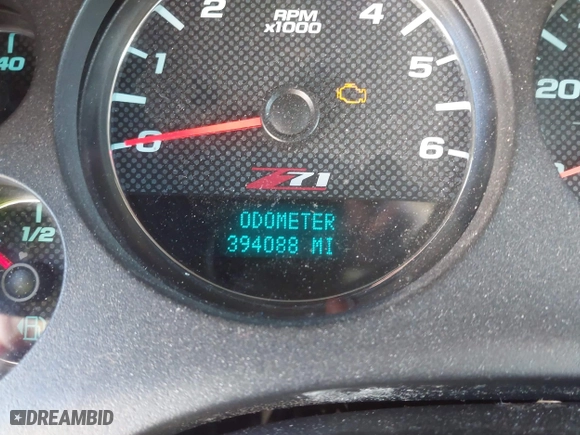 RPM
x1000
0
1
2
4
5
6
40
20
1/2
Z71
ODOMETER
394088 MI
DREAMBID